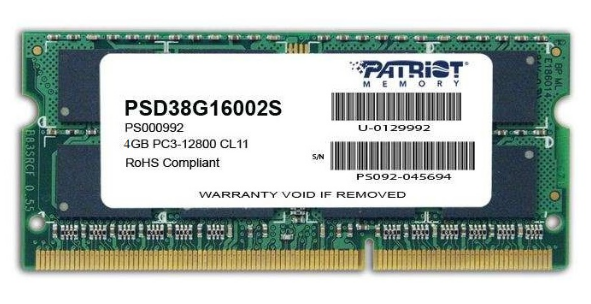 PATRIOT
MEMORY
PSD38G16002S
PS000992
U-0129992
4GB PC3-12800 CL11
S/N
RoHS Compliant
PS092-045694
WARRANTY VOID IF REMOVED